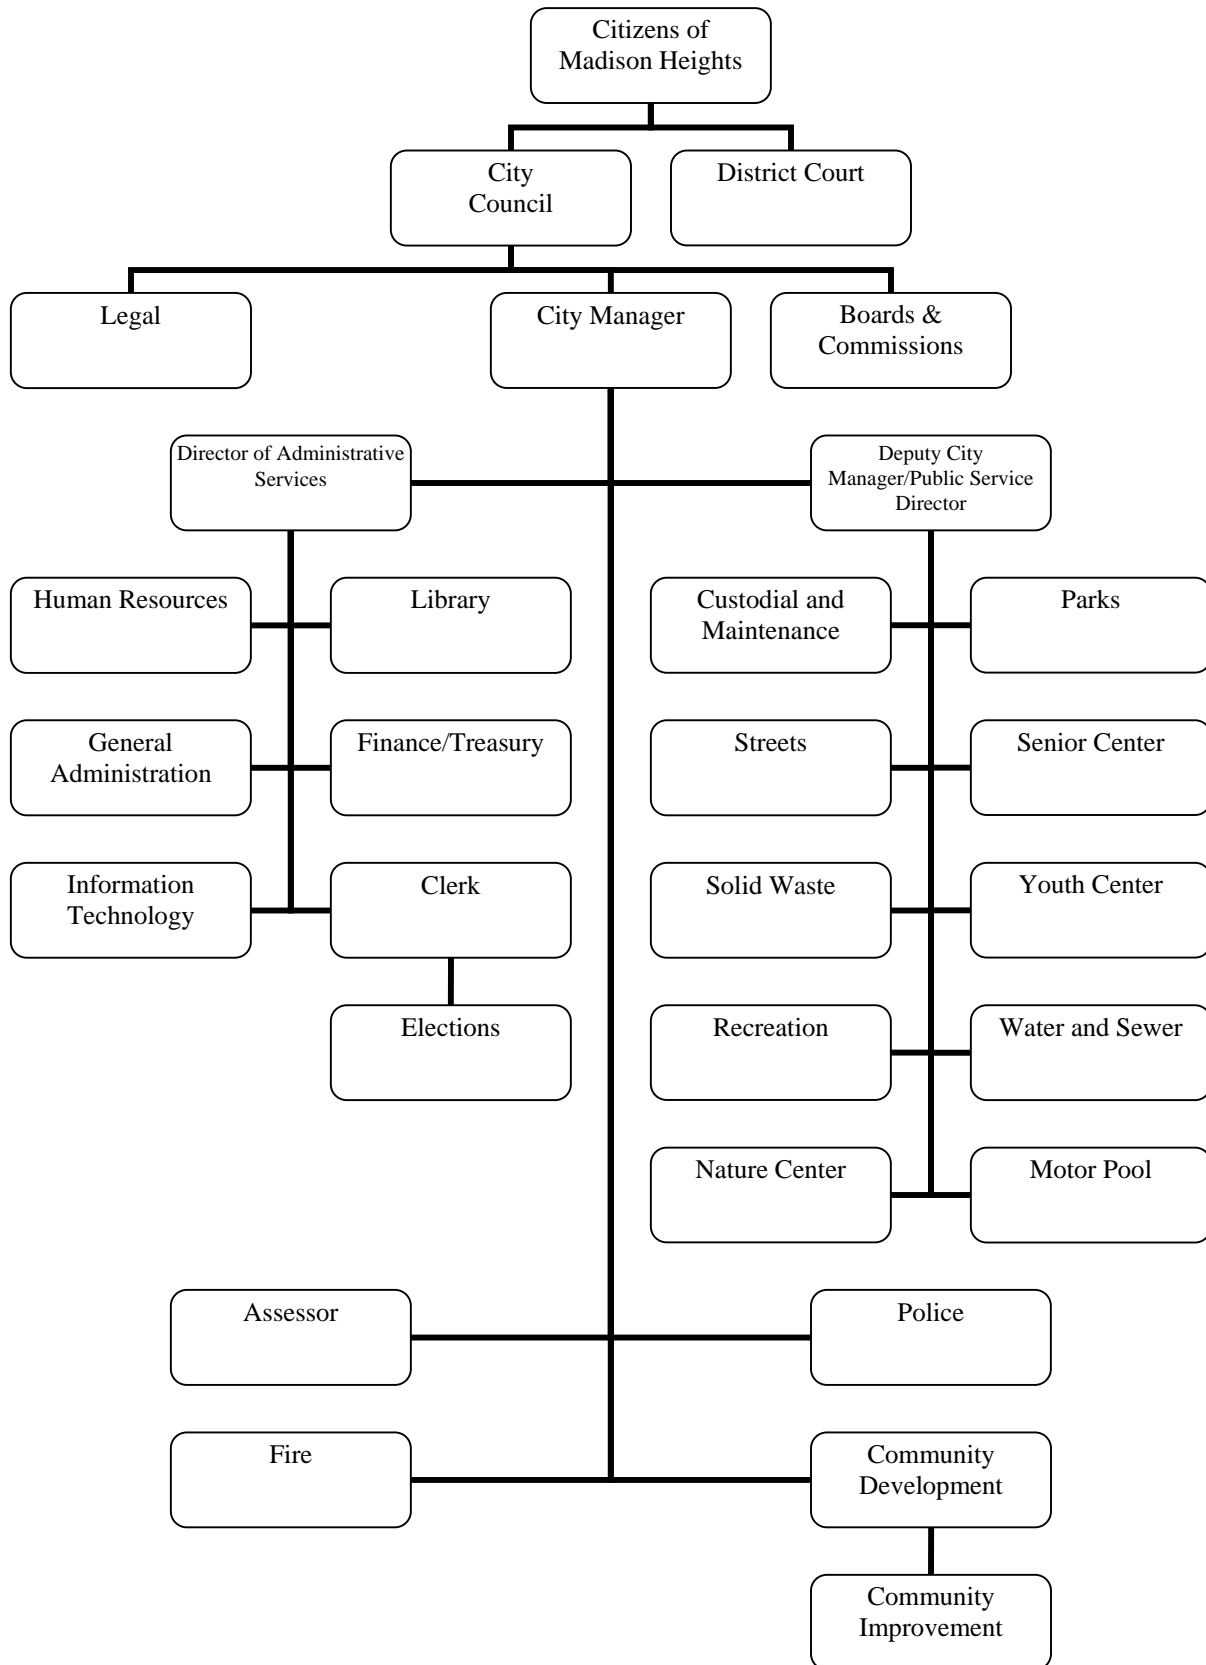 Citizens of
Madison Heights
City
Council
District Court
Legal
City Manager
Boards &
Commissions
Director of Administrative
Services
Deputy City
Manager/Public Service
Director
Human Resources
Library
Custodial and
Maintenance
Parks
General
Administration
Finance/Treasury
Streets
Senior Center
Information
Technology
Clerk
Solid Waste
Youth Center
Elections
Recreation
Water and Sewer
Nature Center
Motor Pool
Assessor
Police
Fire
Community
Development
Community
Improvement